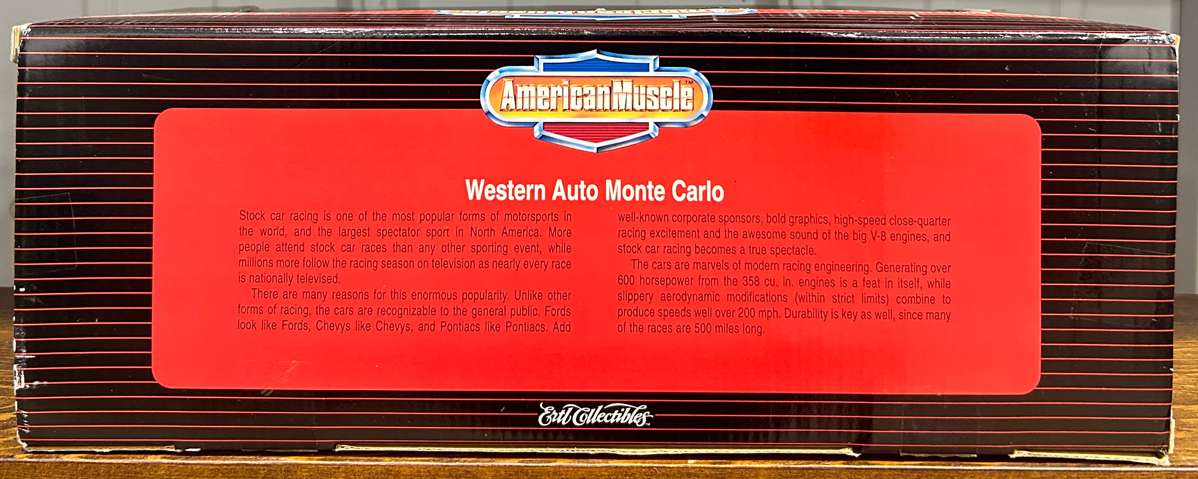 AmericanMuscle™
Western Auto Monte Carlo
Stock car racing is one of the most popular forms of motorsports in
the world, and the largest spectator sport in North America. More
people attend stock car races than any other sporting event, while
millions more follow the racing season on television as nearly every race
is nationally televised.
There are many reasons for this enormous popularity. Unlike other
forms of racing, the cars are recognizable to the general public. Fords
look like Fords, Chevys like Chevys, and Pontiacs like Pontiacs. Add
well-known corporate sponsors, bold graphics, high-speed close-quarter
racing excitement and the awesome sound of the big V-8 engines, and
stock car racing becomes a true spectacle.
The cars are marvels of modern racing engineering. Generating over
600 horsepower from the 358 cu. in. engines is a feat in itself, while
slippery aerodynamic modifications (within strict limits) combine to
produce speeds well over 200 mph. Durability is key as well, since many
of the races are 500 miles long.
Ertl Collectibles™